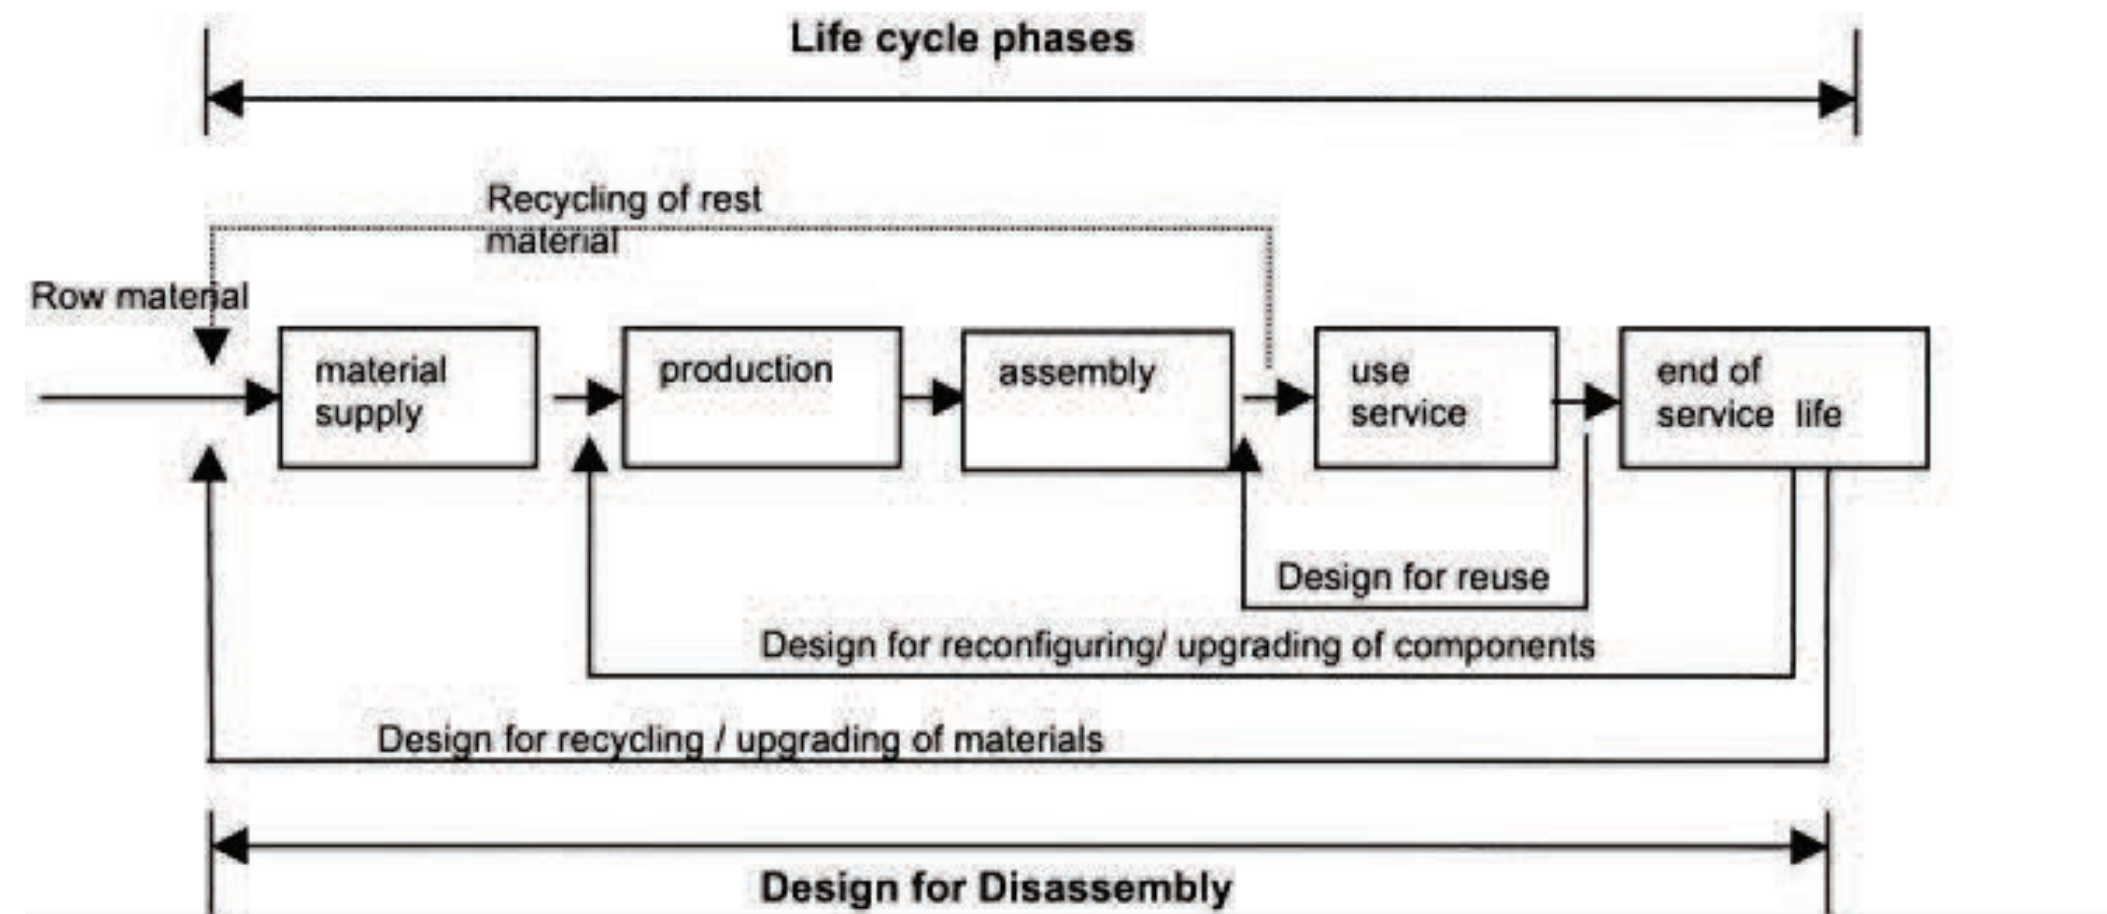 Life cycle phases
Recycling of rest
material
Row material
material
supply
production
assembly
use
service
end of
service life
Design for reuse
Design for reconfiguring/ upgrading of components
Design for recycling / upgrading of materials
Design for Disassembly